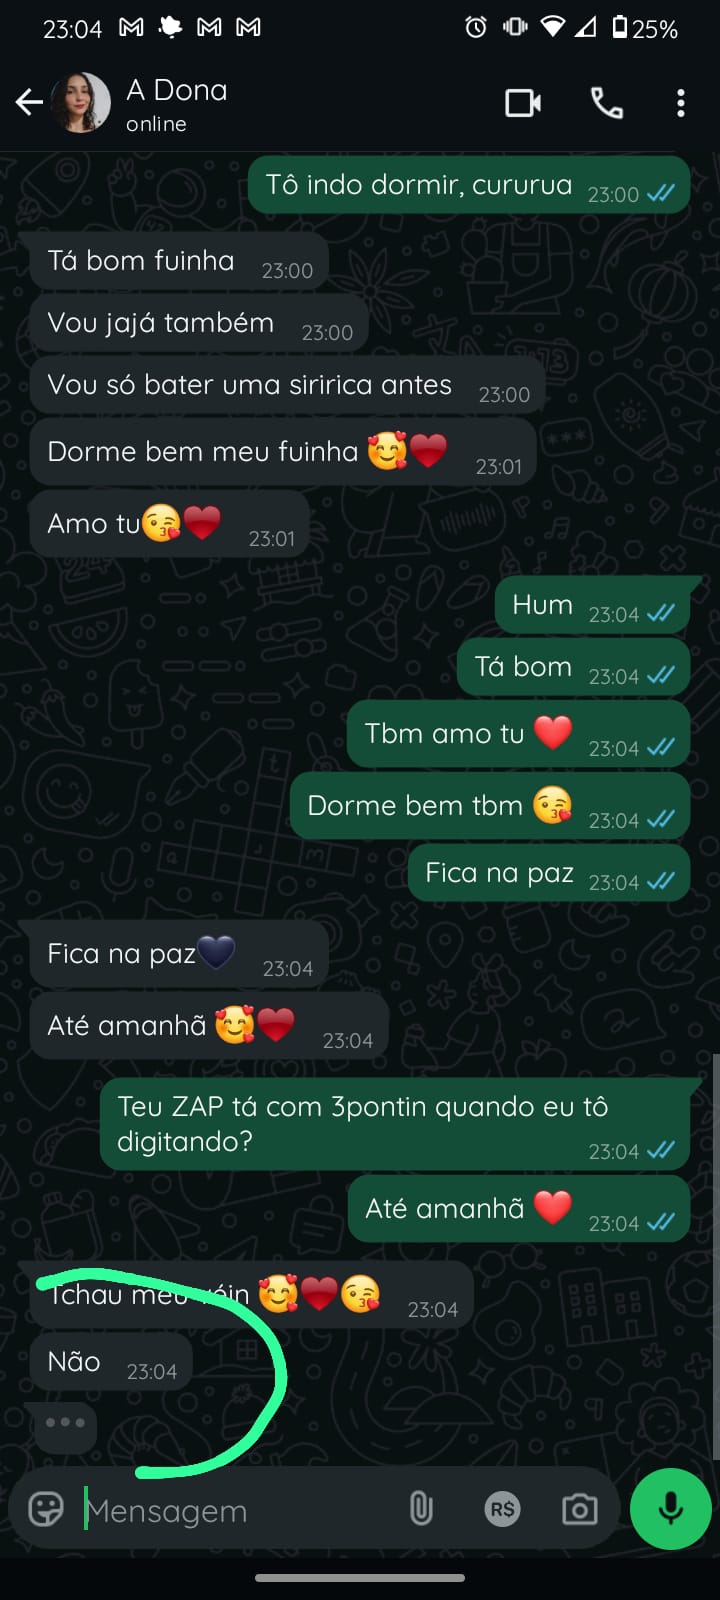 23:04 25%
A Dona
online
Tô indo dormir, cururua 23:00
Tá bom fuinha 23:00
Vou jajá também 23:00
Vou só bater uma siririca antes 23:00
Dorme bem meu fuinha 🥰♥️ 23:01
Amo tu😘♥️ 23:01
Hum 23:04
Tá bom 23:04
Tbm amo tu ❤️ 23:04
Dorme bem tbm 😘 23:04
Fica na paz 23:04
Fica na paz🖤 23:04
Até amanhã 🥰♥️ 23:04
Teu ZAP tá com 3pontin quando eu tô
digitando? 23:04
Até amanhã ❤️ 23:04
Tchau meu véin 🥰♥️😘 23:04
Não 23:04
•••
Mensagem R$